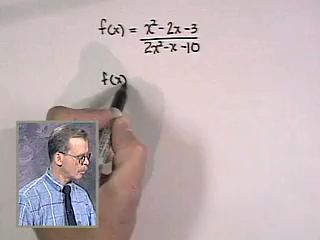 f(x) = x²-2x-3
2x²-x-10
f(x)